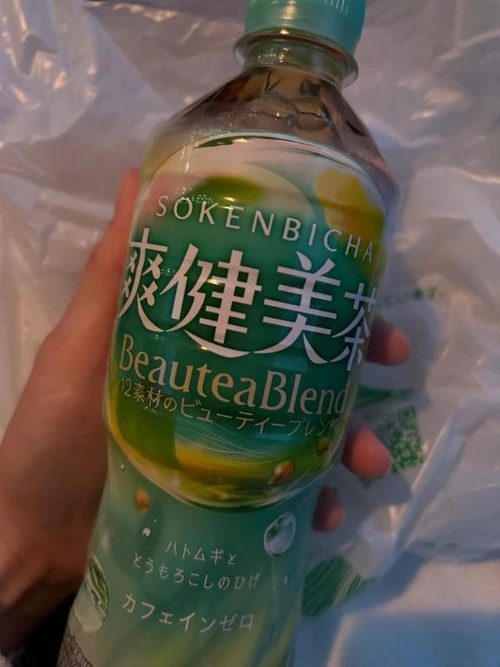 SOKENBICHA
爽健美茶
BeauteaBlend
12素材のビューティーブレンド
ハトムギと
とうもろこしのひげ
カフェインゼロ